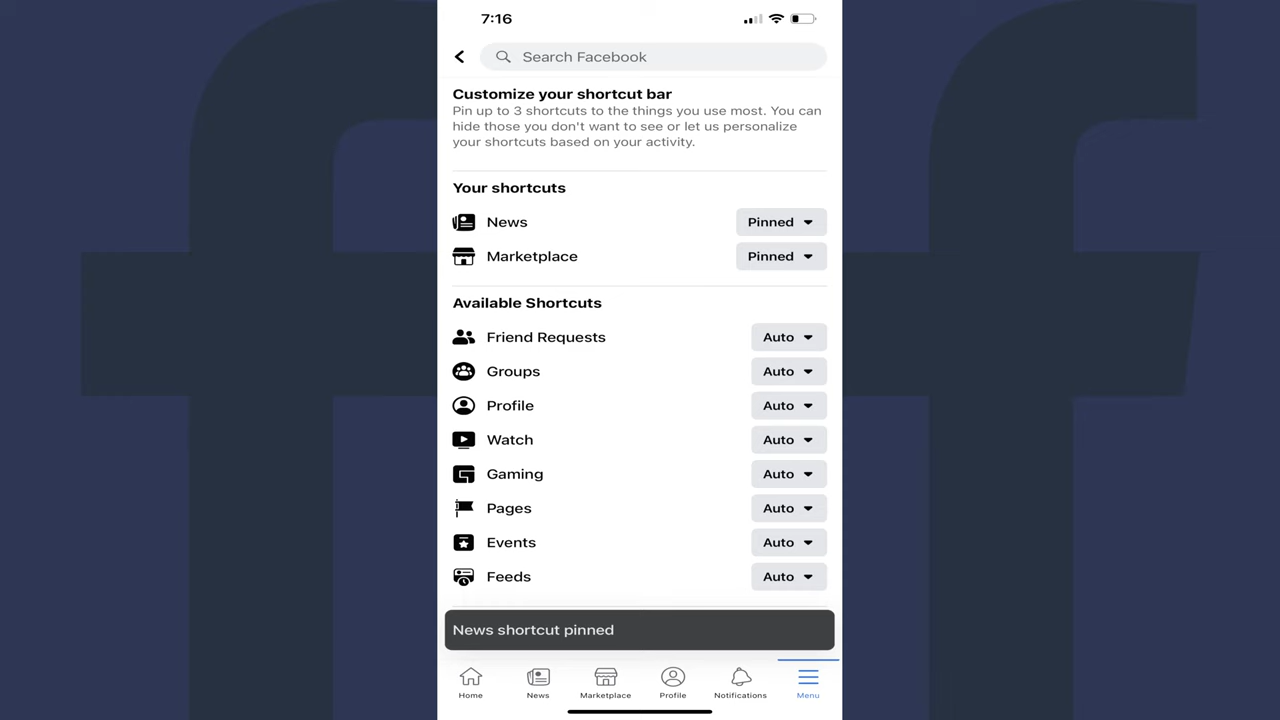 7:16
Search Facebook
Customize your shortcut bar
Pin up to 3 shortcuts to the things you use most. You can
hide those you don't want to see or let us personalize
your shortcuts based on your activity.
Your shortcuts
News Pinned
Marketplace Pinned
Available Shortcuts
Friend Requests Auto
Groups Auto
Profile Auto
Watch Auto
Gaming Auto
Pages Auto
Events Auto
Feeds Auto
News shortcut pinned
Home News Marketplace Profile Notifications Menu